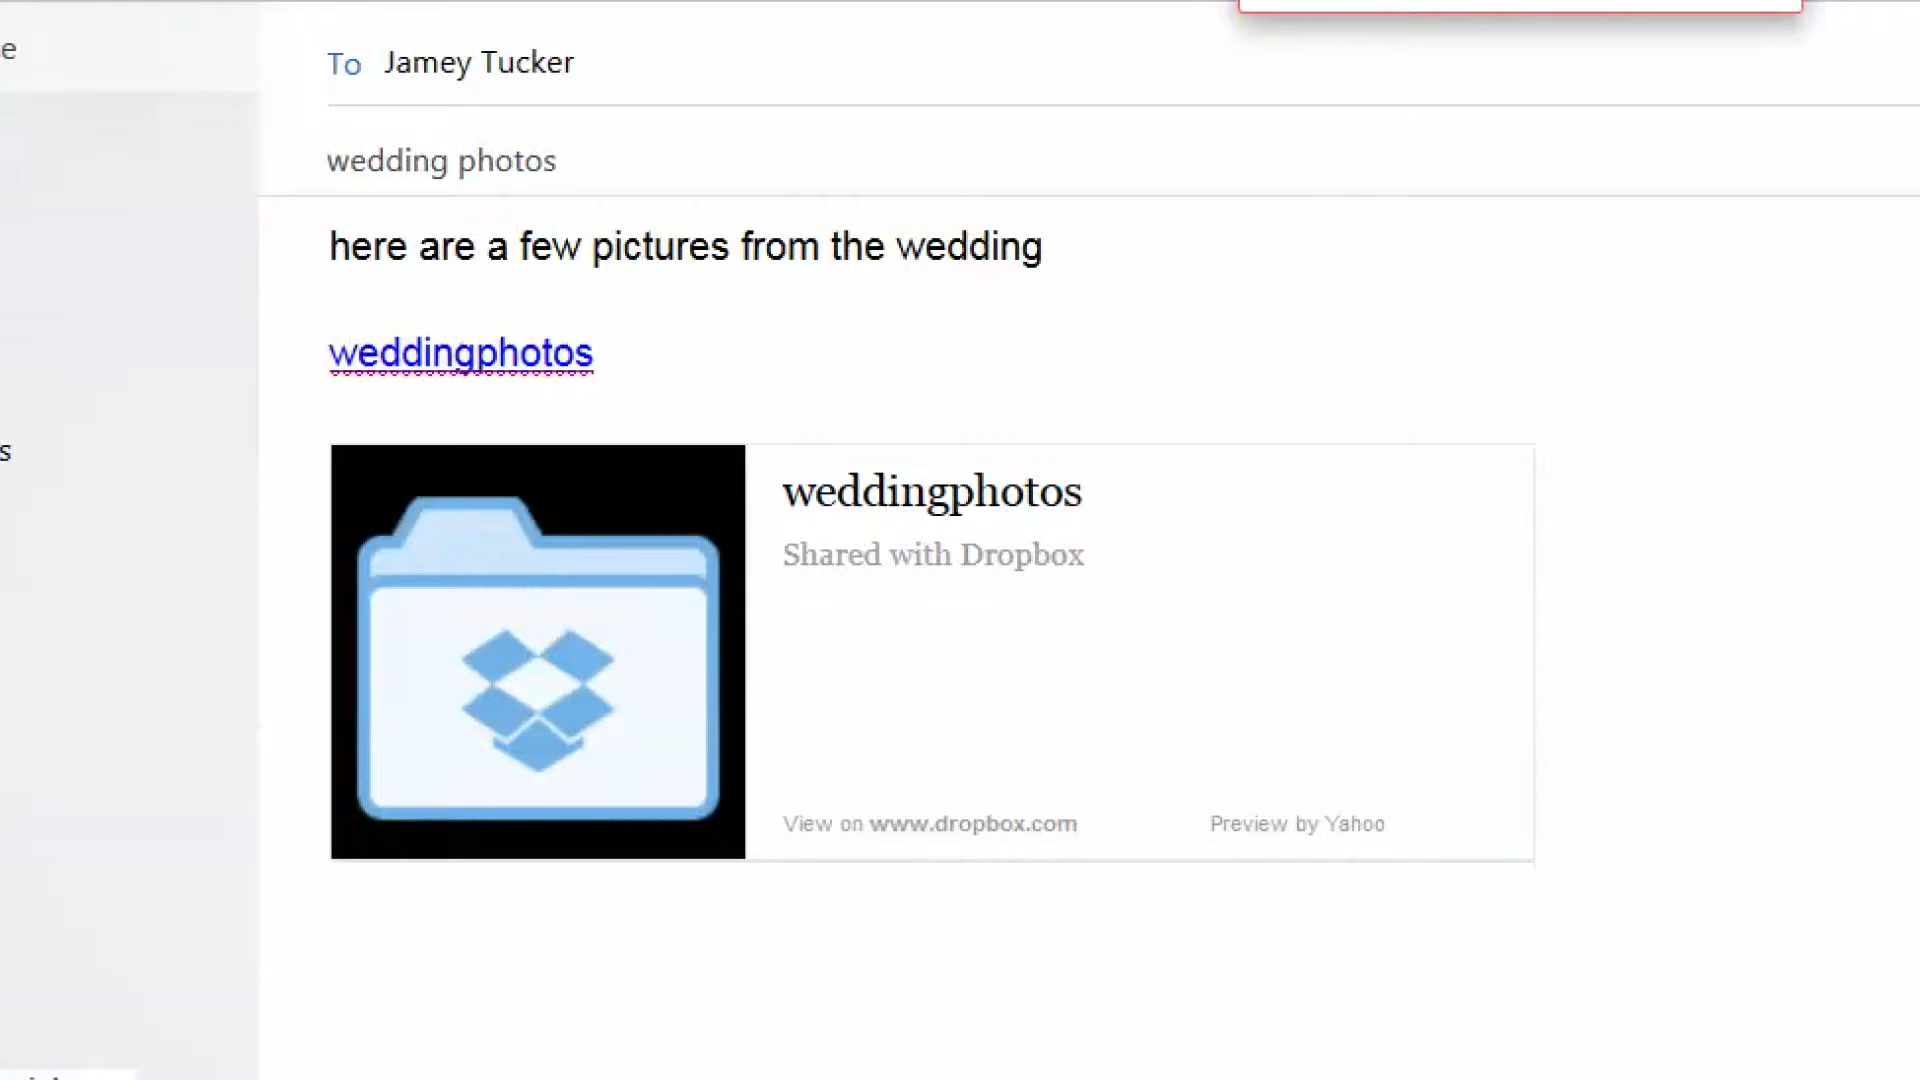 e
To Jamey Tucker
wedding photos
here are a few pictures from the wedding
weddingphotos
s
weddingphotos
Shared with Dropbox
View on www.dropbox.com Preview by Yahoo